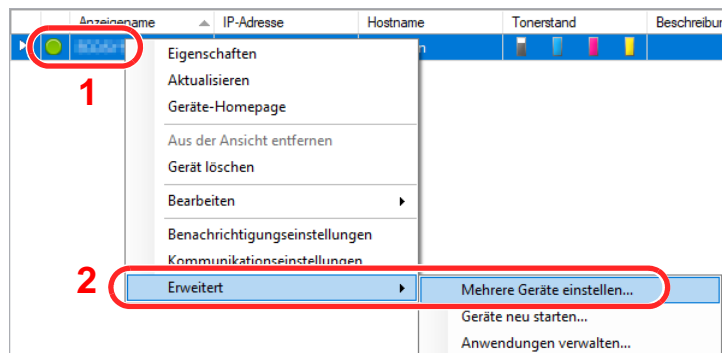 Anzeigename IP-Adresse Hostname Tonerstand
1
Eigenschaften
Aktualisieren
Geräte-Homepage
Aus der Ansicht entfernen
Gerät löschen
Bearbeiten
Benachrichtigungseinstellungen
Kommunikationseinstellungen
2
Erweitert
Mehrere Geräte einstellen...
Geräte neu starten...
Anwendungen verwalten...